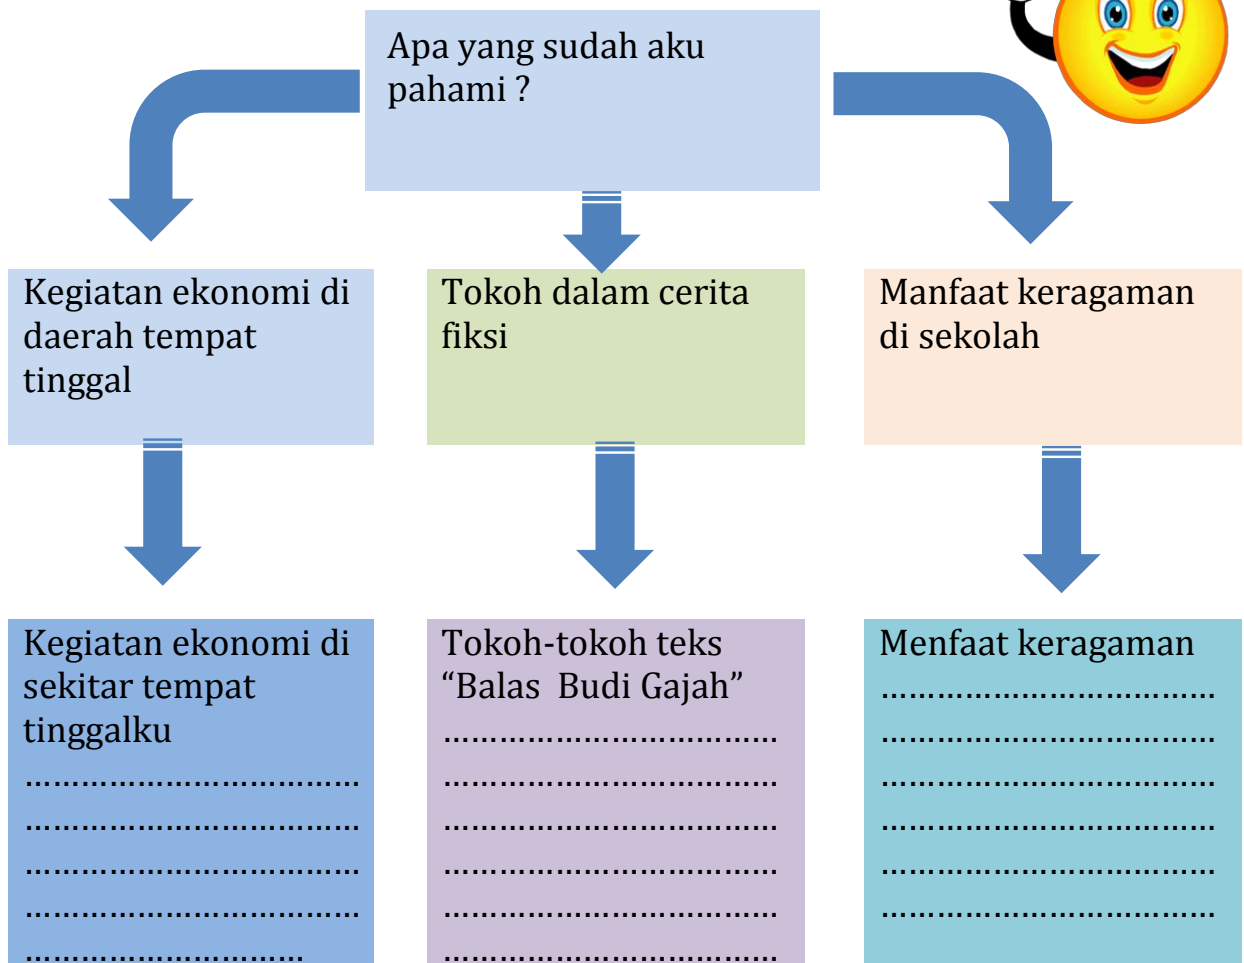 Apa yang sudah aku
pahami ?
Kegiatan ekonomi di
daerah tempat
tinggal
Tokoh dalam cerita
fiksi
Manfaat keragaman
di sekolah
Kegiatan ekonomi di
sekitar tempat
tinggalku
....................................
....................................
....................................
....................................
..............................
Tokoh-tokoh teks
“Balas Budi Gajah”
....................................
....................................
....................................
....................................
....................................
....................................
Menfaat keragaman
....................................
....................................
....................................
....................................
....................................
....................................